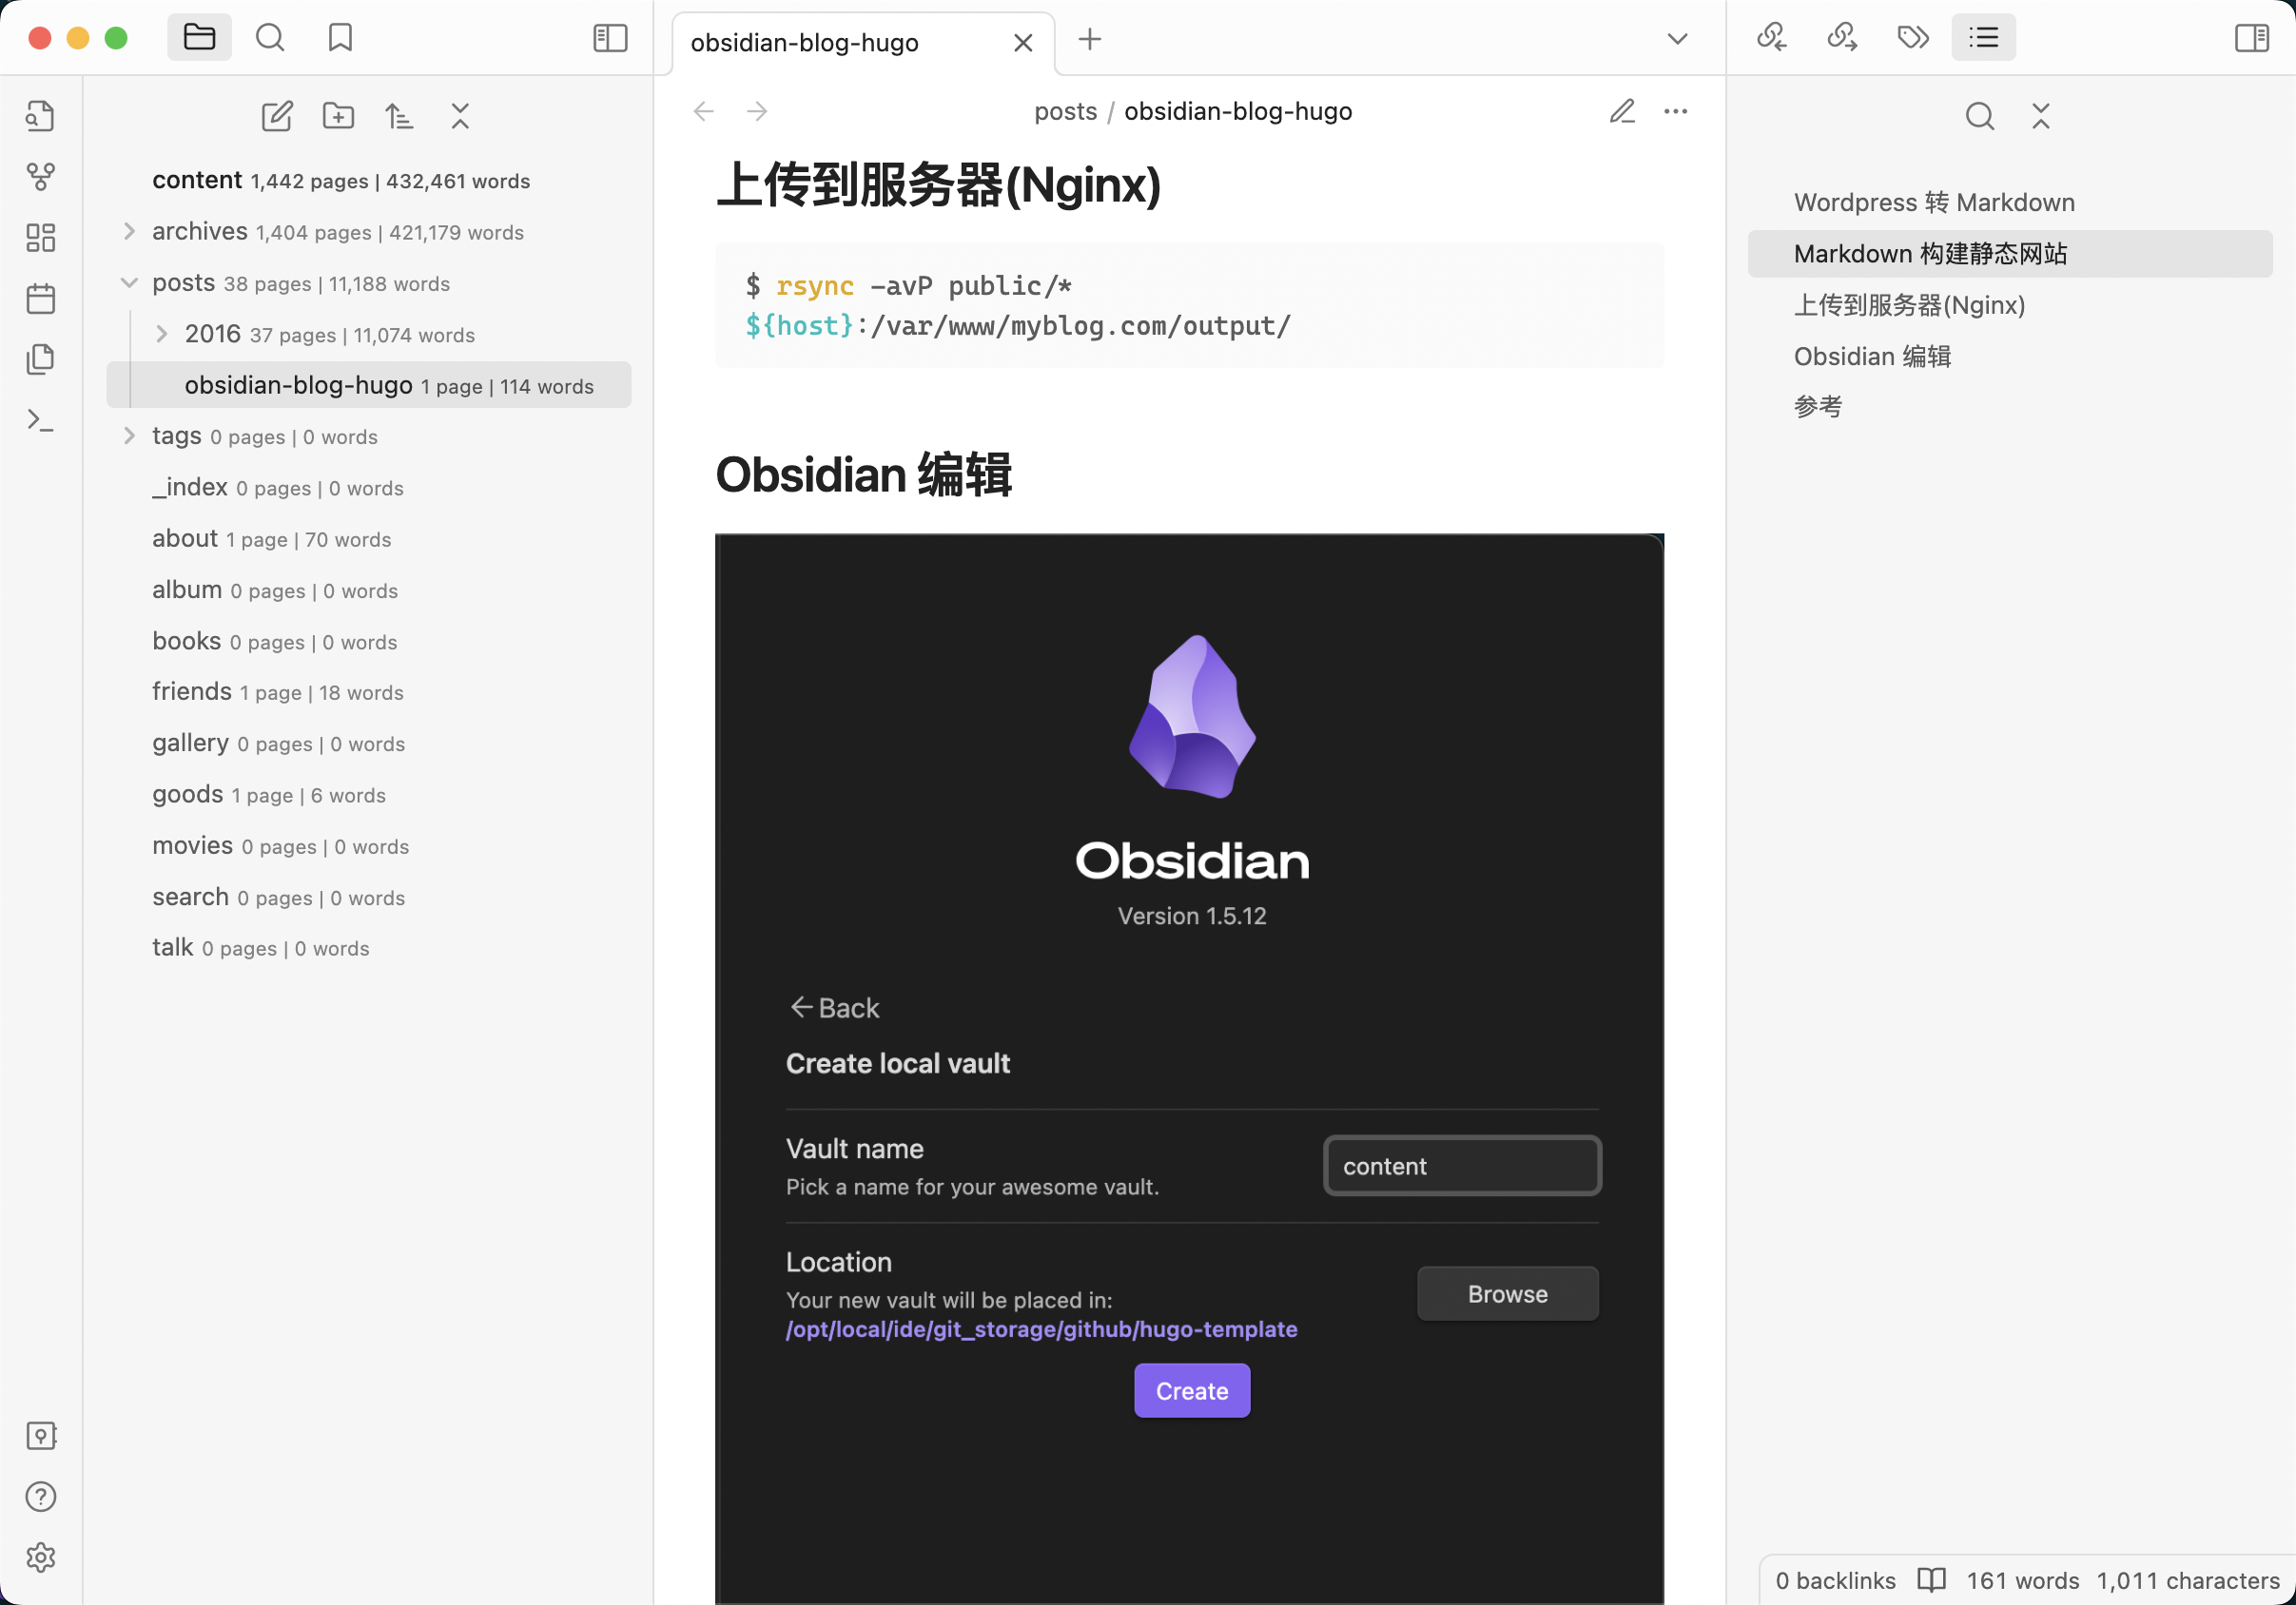 obsidian-blog-hugo
content 1,442 pages | 432,461 words
archives 1,404 pages | 421,179 words
posts 38 pages | 11,188 words
2016 37 pages | 11,074 words
obsidian-blog-hugo 1 page | 114 words
tags 0 pages | 0 words
_index 0 pages | 0 words
about 1 page | 70 words
album 0 pages | 0 words
books 0 pages | 0 words
friends 1 page | 18 words
gallery 0 pages | 0 words
goods 1 page | 6 words
movies 0 pages | 0 words
search 0 pages | 0 words
talk 0 pages | 0 words
posts / obsidian-blog-hugo
上传到服务器(Nginx)
$ rsync -avP public/*
${host}:/var/www/myblog.com/output/
Obsidian 编辑
Obsidian
Version 1.5.12
Back
Create local vault
Vault name
Pick a name for your awesome vault.
content
Location
Your new vault will be placed in:
/opt/local/ide/git_storage/github/hugo-template
Browse
Create
Wordpress 转 Markdown
Markdown 构建静态网站
上传到服务器(Nginx)
Obsidian 编辑
参考
0 backlinks 161 words 1,011 characters